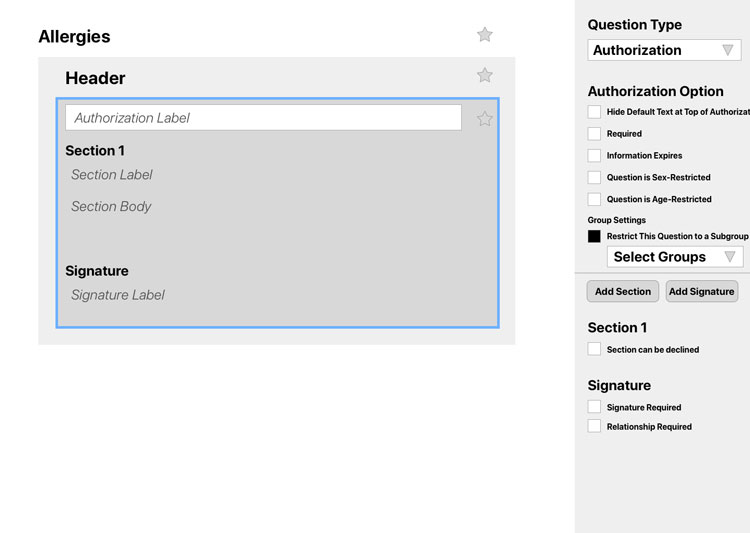 Allergies
Header
Authorization Label
Section 1
Section Label
Section Body
Signature
Signature Label
Question Type
Authorization
Authorization Option
Hide Default Text at Top of
Required
Information Expires
Question is Sex-Restricted
Question is Age-Restricted
Group Settings
Restrict This Question to a Subgroup
Select Groups
Add Section
Add Signature
Section 1
Section can be declined
Signature
Signature Required
Relationship Required